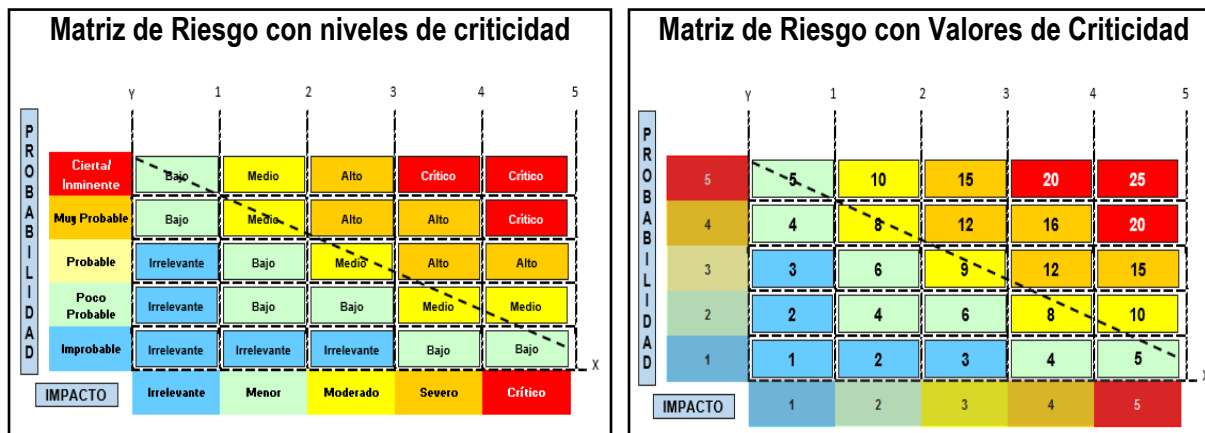 Matriz de Riesgo con niveles de criticidad
Y 1 2 3 4 5
PROBABILIDAD
Cierta/ Inminente Bajo Medio Alto Crítico Crítico
Muy Probable Bajo Medio Alto Alto Crítico
Probable Irrelevante Bajo Medio Alto Alto
Poco Probable Irrelevante Bajo Bajo Medio Medio
Improbable Irrelevante Irrelevante Irrelevante Bajo Bajo
X
IMPACTO Irrelevante Menor Moderado Severo Crítico
Matriz de Riesgo con Valores de Criticidad
Y 1 2 3 4 5
PROBABILIDAD
5 5 10 15 20 25
4 4 8 12 16 20
3 3 6 9 12 15
2 2 4 6 8 10
1 1 2 3 4 5
X
IMPACTO 1 2 3 4 5